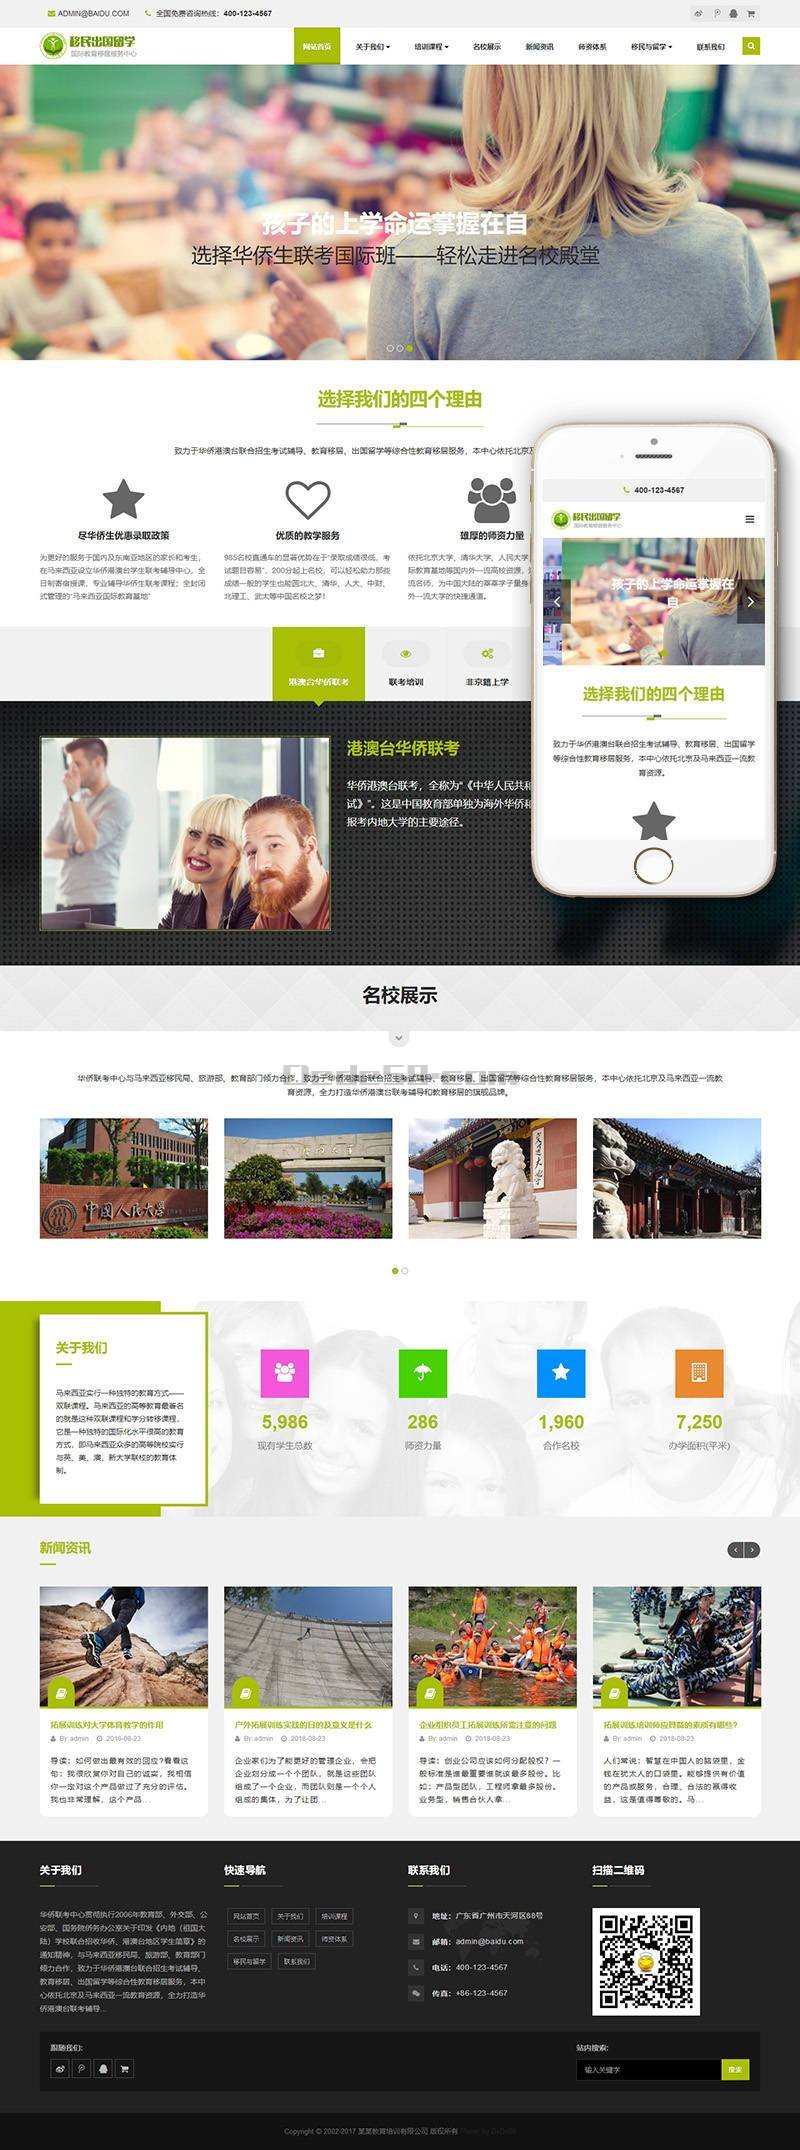 ADMIN@BAIDU.COM 全国免费咨询热线：400-123-4567
移民出国留学
国际教育移居服务中心
网站首页 关于我们 培训课程 名校展示 新闻资讯 师资体系 移民与留学 联系我们
孩子的上学命运掌握在自
选择华侨生联考国际班——轻松走进名校殿堂
选择我们的四个理由
致力于华侨港澳台联合招生考试辅导、教育移居、出国留学等综合性教育移居服务，本中心依托北京及
尽华侨生优惠录取政策
为更好的服务于国内及东南亚地区的家长和考生，
在马来西亚设立华侨港澳台学生联考辅导中心，全
日制寄宿授课，专业辅导华侨生联考课程；全封闭
式管理的“马来西亚国际教育基地”
优质的教学服务
985名校直通车的显著优势在于“录取成绩很低，考
试题目容易”，200分起上名校，可以轻松助力那些
成绩一般的学生也能圆北大、清华、人大、中财、
北理工、武大等中国名校之梦！
雄厚的师资力量
依托北京大学、清华大学、人民大学
际教育基地等国内外一流高校资源，
流名师，为中国大陆的莘莘学子量身
外一流大学的快捷通道。
400-123-4567
移民出国留学
孩子的上学命运掌握在
自
选择我们的四个理由
致力于华侨港澳台联合招生考试辅导、教育移居、出国留学
等综合性教育移居服务，本中心依托北京及马来西亚一流教
育资源。
港澳台华侨联考 联考培训 非京籍上学
港澳台华侨联考
华侨港澳台联考，全称为“《中华人民共和
试》”。这是中国教育部单独为海外华侨和
报考内地大学的主要途径。
名校展示
Dede58.com
华侨联考中心与马来西亚移民局、旅游部、教育部门倾力合作，致力于华侨港澳台联合招生考试辅导、教育移居、出国留学等综合性教育移居服务，本中心依托北京及马来西亚一流教
育资源，全力打造华侨港澳台联考辅导和教育移居的旗舰品牌。
中国人民大学
关于我们
马来西亚实行一种独特的教育方式——
双联课程。马来西亚的高等教育最著名
的就是这种双联课程和学分转移课程，
它是一种独特的国际化水平很高的教育
方式，即马来西亚众多的高等院校实行
与英、美、澳、新大学联校的教育体
制。
5,986 286 1,960 7,250
现有学生总数 师资力量 合作名校 办学面积(平米)
新闻资讯
拓展训练对大学体育教学的作用
By: admin 2018-08-23
导读：如何做出最有效的回应？看看这
句：我很欣赏你对自己的诚实，我相信
你一定对这个产品做过了充分的评估。
我也非常理解，这个产品...
户外拓展训练实践的目的及意义是什么
By: admin 2018-08-23
企业家们为了能更好的管理企业，会把
企业划分成一个个团队，就是这些团队
组成了一个企业，而团队则是一个个人
组成的集体，为了让团...
企业组织员工拓展训练所需注意的问题
By: admin 2018-08-23
导读：创业公司应该如何分配股权？一
般标准是谁最重要谁就该最多股份。比
如：产品型团队，工程师拿最多股份。
业务型，销售合伙人拿...
拓展训练培训师应具备的素质有哪些？
By: admin 2018-08-23
人们常说：智慧在中国人的脑袋里，金
钱在犹太人的口袋里。能够提供有价值
的产品或服务，合理、合法的赢得收
益，这是值得尊敬的。马...
关于我们
华侨联考中心贯彻执行2006年教育部、外交部、公
安部、国务院侨务办公室关于印发《内地（祖国大
陆）学校联合招收华侨、港澳台地区学生简章》的
通知精神，与马来西亚移民局、旅游部、教育部门
倾力合作，致力于华侨港澳台联合招生考试辅导、
教育移居、出国留学等综合性教育移居服务，本中
心依托北京及马来西亚一流教育资源，全力打造华
侨港澳台联考辅导...
快速导航
网站首页 关于我们 培训课程
名校展示 新闻资讯 师资体系
移民与留学 联系我们
联系我们
地址：广东省广州市天河区88号
邮箱：admin@baidu.com
电话：400-123-4567
传真：+86-123-4567
扫描二维码
跟随我们：
站内搜索：
输入关键字 搜索
Copyright © 2002-2017 某某教育培训有限公司 版权所有